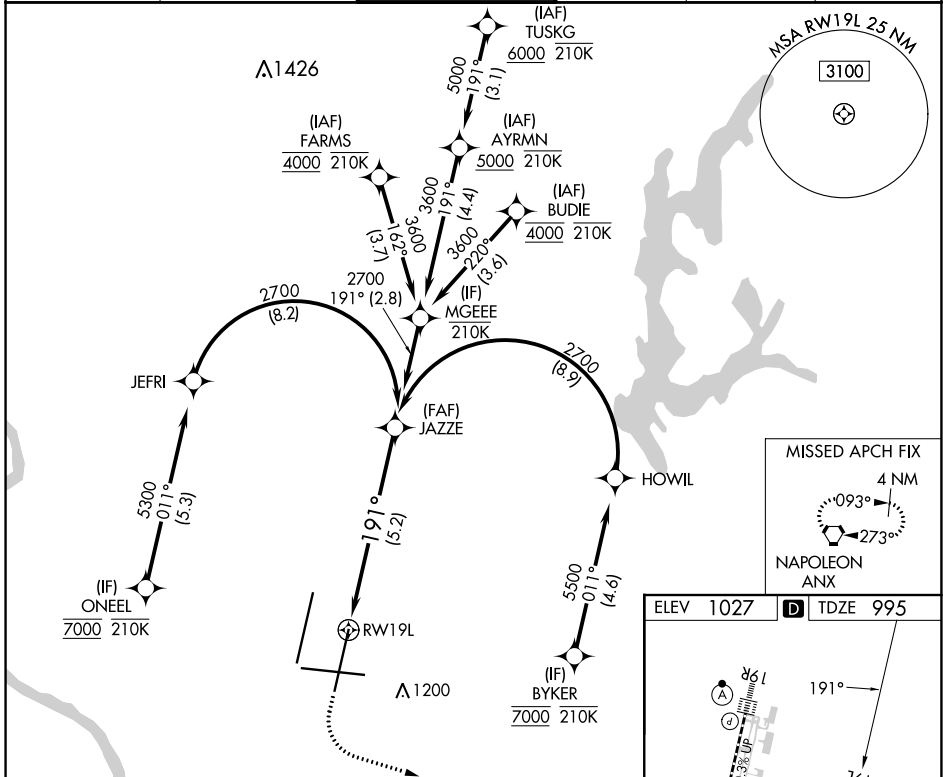 (IAF)
TUSKG
6000 210K
MSA RW19L 25 NM
3100
1426
5000
191°
(3.1)
(IAF)
FARMS
4000 210K
(IAF)
AYRMN
5000 210K
(IAF)
BUDIE
4000 210K
3600
162°
(3.7)
3600
191°
(4.4)
3600
220°
(3.6)
2700
191° (2.8)
(IF)
MGEEE
210K
2700
(8.2)
2700
(8.9)
JEFRI
(FAF)
JAZZE
HOWIL
5300
011°
(5.3)
191°
(5.2)
5500
011°
(4.6)
(IF)
ONEEL
7000 210K
RW19L
1200
(IF)
BYKER
7000 210K
MISSED APCH FIX
4 NM
093°
273°
NAPOLEON
ANX
ELEV 1027
D
TDZE 995
19R
A
P
191°
.3% UP